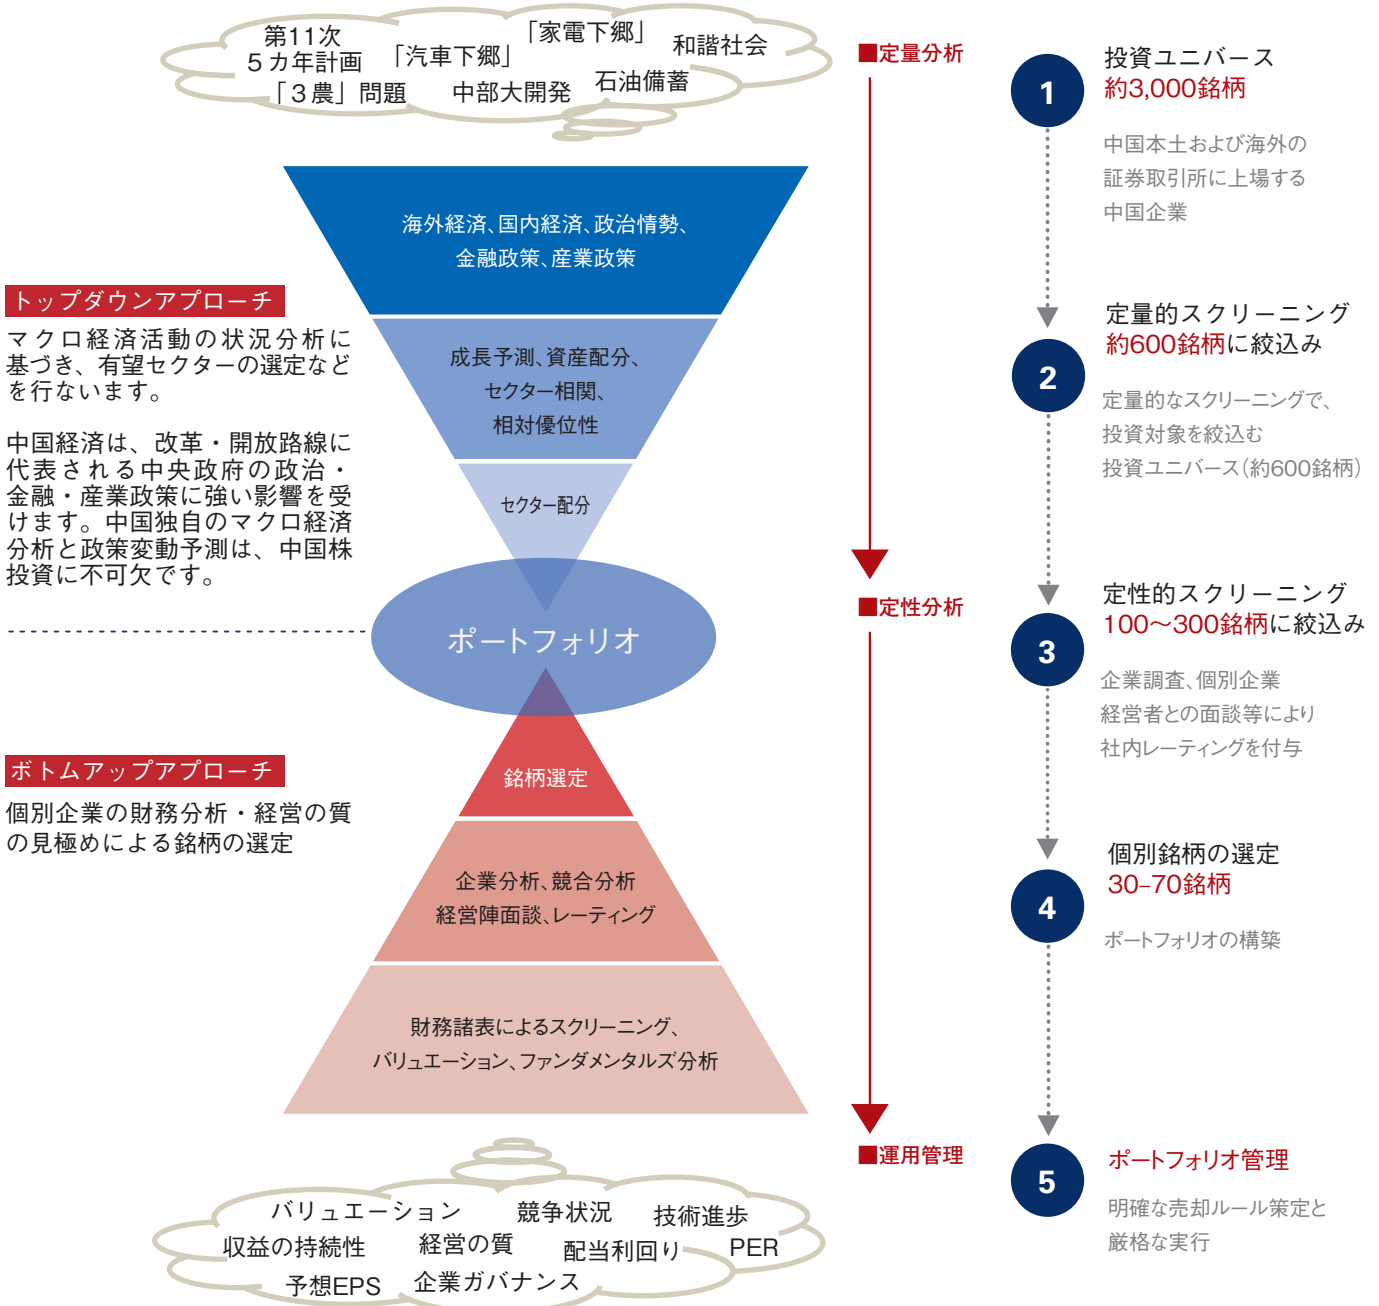 第11次
５カ年計画
「汽車下郷」
「家電下郷」
和諧社会
「３農」問題
中部大開発
石油備蓄
海外経済、国内経済、政治情勢、
金融政策、産業政策
成長予測、資産配分、
セクター相関、
相対優位性
セクター配分
トップダウンアプローチ
マクロ経済活動の状況分析に
基づき、有望セクターの選定など
を行ないます。
中国経済は、改革・開放路線に
代表される中央政府の政治・
金融・産業政策に強い影響を受
けます。中国独自のマクロ経済
分析と政策変動予測は、中国株
投資に不可欠です。
ポートフォリオ
ボトムアップアプローチ
個別企業の財務分析・経営の質
の見極めによる銘柄の選定
銘柄選定
企業分析、競合分析
経営陣面談、レーティング
財務諸表によるスクリーニング、
バリュエーション、ファンダメンタルズ分析
バリュエーション
競争状況
技術進歩
収益の持続性
経営の質
配当利回り
PER
予想EPS
企業ガバナンス
■定量分析
■定性分析
■運用管理
1
投資ユニバース
約3,000銘柄
中国本土および海外の
証券取引所に上場する
中国企業
2
定量的スクリーニング
約600銘柄に絞込み
定量的なスクリーニングで、
投資対象を絞込む
投資ユニバース(約600銘柄)
3
定性的スクリーニング
100〜300銘柄に絞込み
企業調査、個別企業
経営者との面談等により
社内レーティングを付与
4
個別銘柄の選定
30–70銘柄
ポートフォリオの構築
5
ポートフォリオ管理
明確な売却ルール策定と
厳格な実行